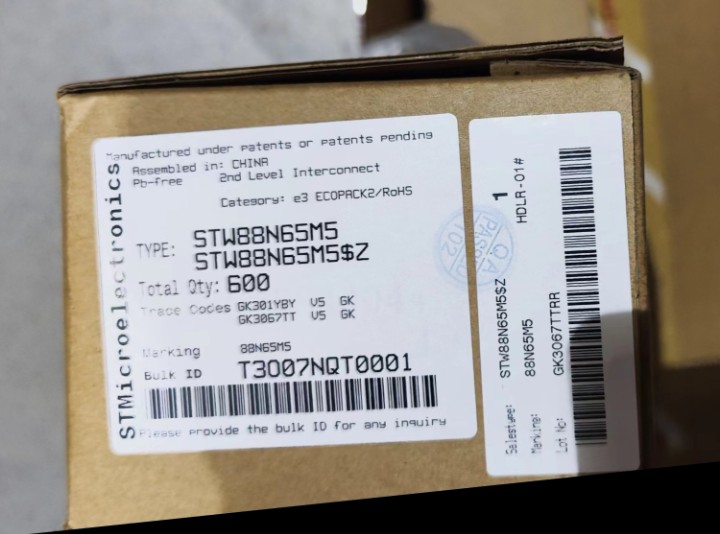 STMicroelectronics
Manufactured under patents or patents pending
Assembled in: CHINA
Pb-free 2nd Level Interconnect
Category: e3 ECOPACK2/RoHS
TYPE: STW88N65M5
STW88N65M5$Z
Total Qty: 600
Trace Codes GK301YBY V5 GK
GK3067TT V5 GK
Marking 88N65M5
Bulk ID T3007NQT0001
Please provide the bulk ID for any inquiry
Q.A
PASSED
102
1
HDLR-01#
Salestype: STW88N65M5$Z
Marking: 88N65M5
Lot No: GK3067TTRR